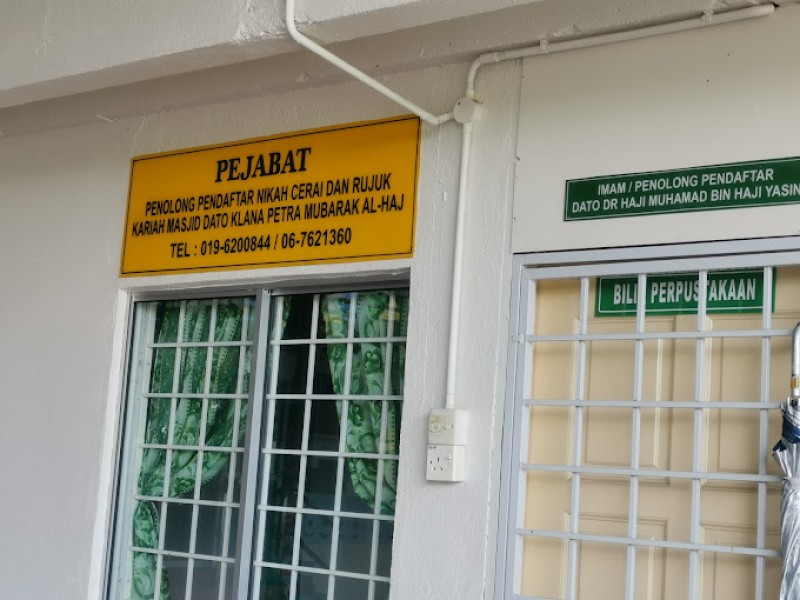 PEJABAT
PENOLONG PENDAFTAR NIKAH CERAI DAN RUJUK
KARIAH MASJID DATO KLANA PETRA MUBARAK AL-HAJ
TEL : 019-6200844 / 06-7621360
IMAM / PENOLONG PENDAFTAR
DATO DR HAJI MUHAMAD BIN HAJI YASIN
BILIK PERPUSTAKAAN